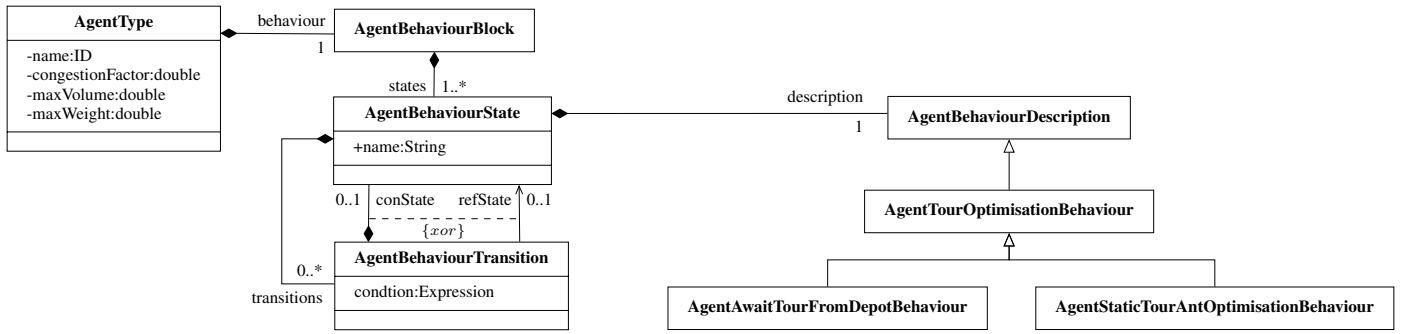 AgentType
-name:ID
-congestionFactor:double
-maxVolume:double
-maxWeight:double
behaviour
1
AgentBehaviourBlock
states
1..*
AgentBehaviourState
+name:String
description
1
AgentBehaviourDescription
0..1
conState
refState
0..1
{xor}
AgentTourOptimisationBehaviour
AgentBehaviourTransition
condtion:Expression
0..*
transitions
AgentAwaitTourFromDepotBehaviour
AgentStaticTourAntOptimisationBehaviour